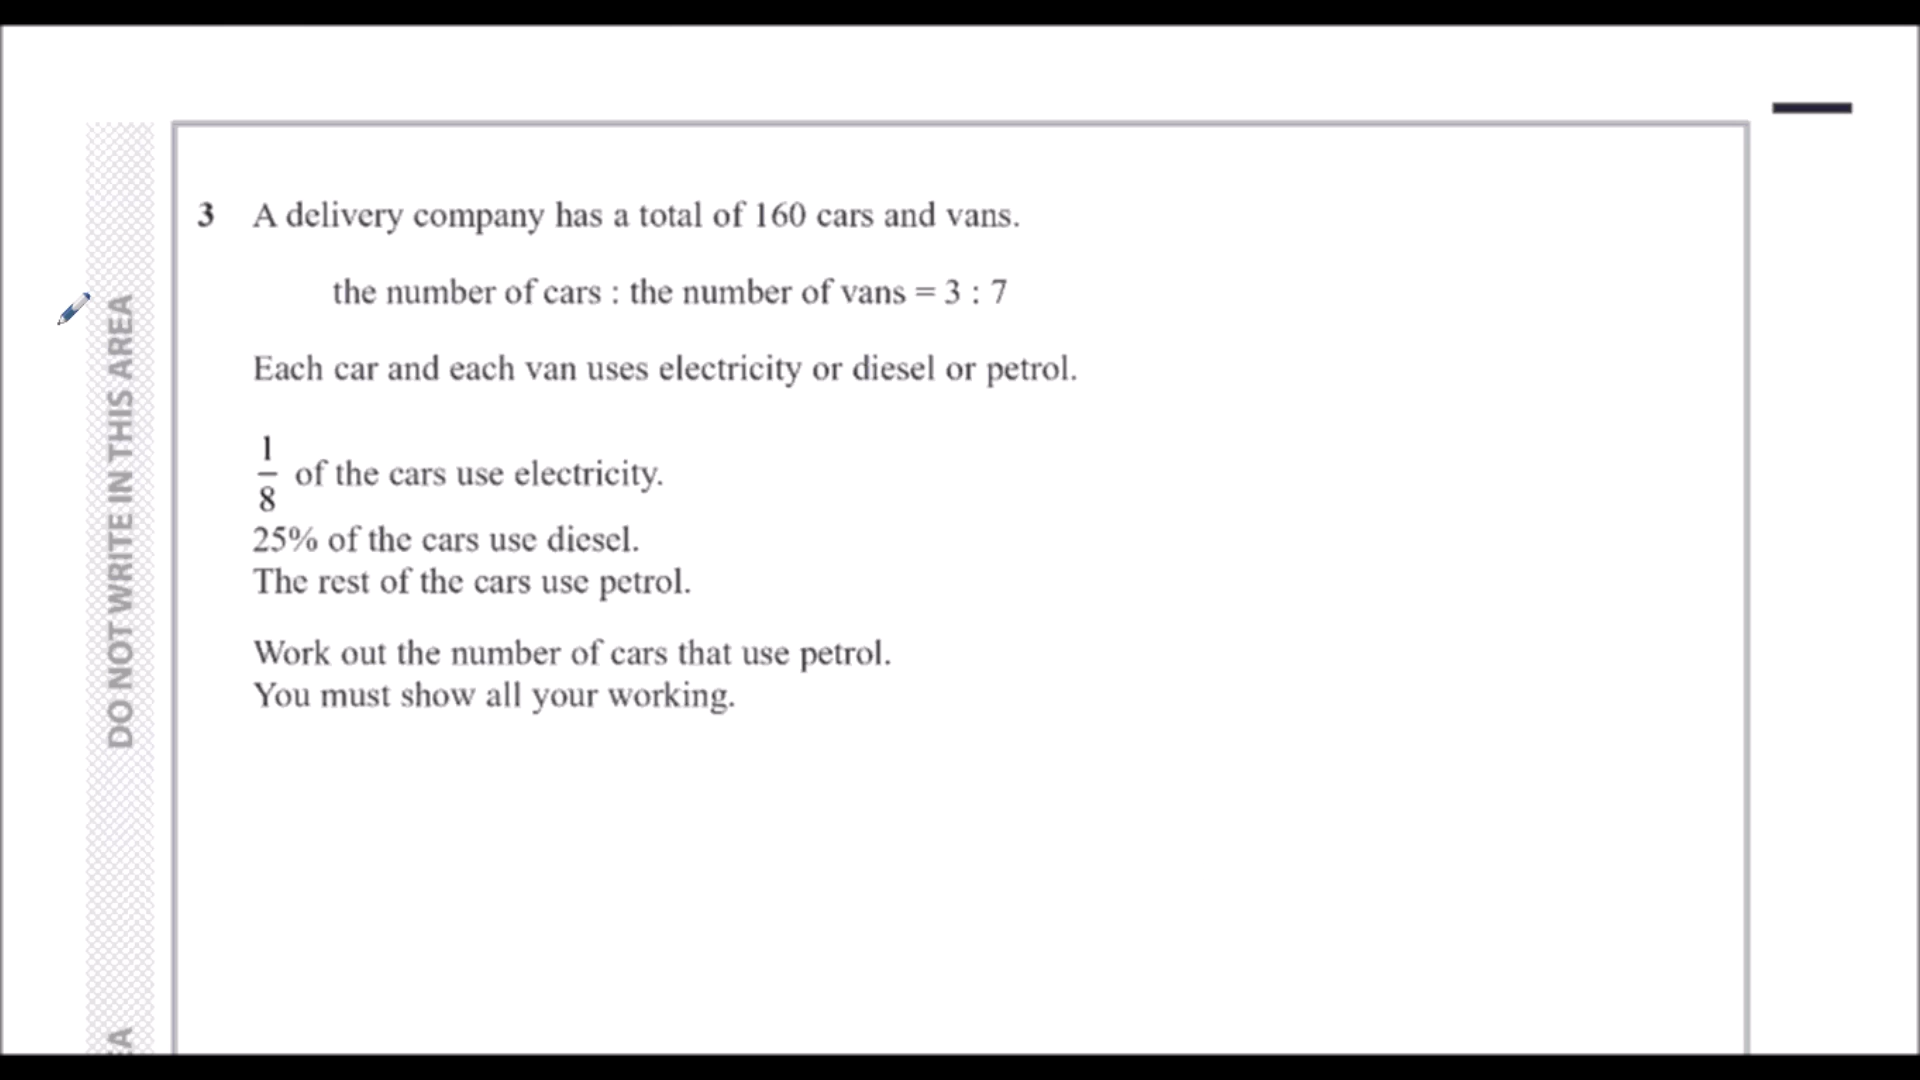 3 A delivery company has a total of 160 cars and vans.
the number of cars : the number of vans = 3 : 7
Each car and each van uses electricity or diesel or petrol.
1/8 of the cars use electricity.
25% of the cars use diesel.
The rest of the cars use petrol.
Work out the number of cars that use petrol.
You must show all your working.
DO NOT WRITE IN THIS AREA
EA